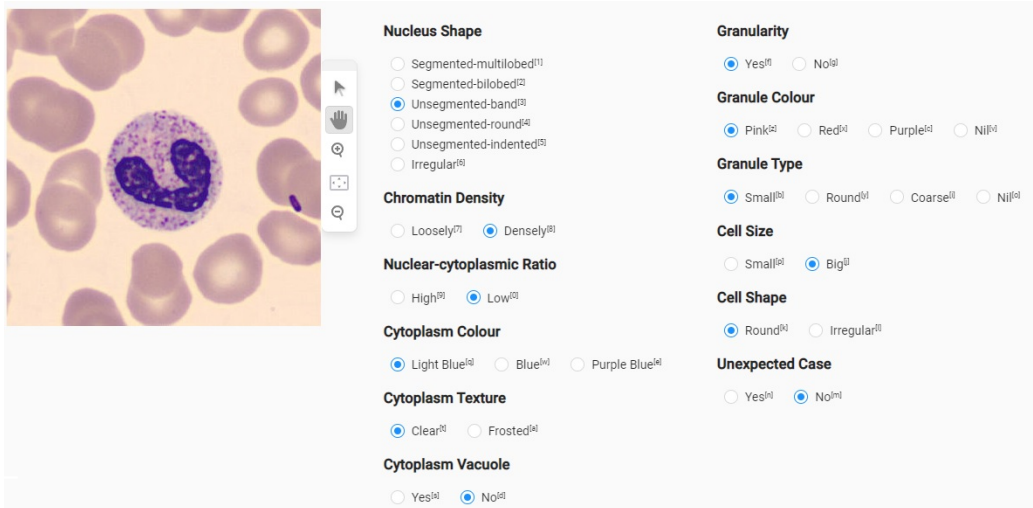 Nucleus Shape
Segmented-multilobed[1]
Segmented-bilobed[2]
Unsegmented-band[3]
Unsegmented-round[4]
Unsegmented-indented[5]
Irregular[6]
Chromatin Density
Loosely[7] Densely[8]
Nuclear-cytoplasmic Ratio
High[9] Low[0]
Cytoplasm Colour
Light Blue[q] Blue[w] Purple Blue[e]
Cytoplasm Texture
Clear[t] Frosted[a]
Cytoplasm Vacuole
Yes[s] No[d]
Granularity
Yes[f] No[g]
Granule Colour
Pink[z] Red[x] Purple[c] Nil[v]
Granule Type
Small[b] Round[y] Coarse[i] Nil[o]
Cell Size
Small[p] Big[j]
Cell Shape
Round[k] Irregular[l]
Unexpected Case
Yes[n] No[m]